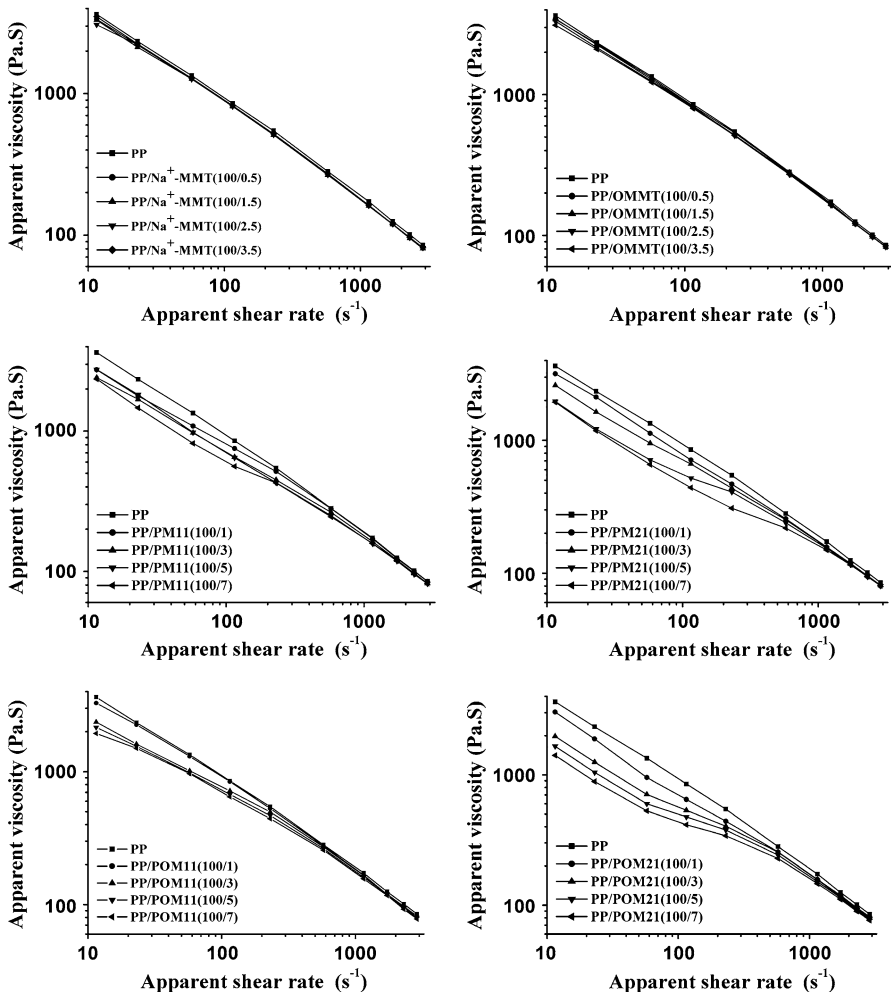 Apparent viscosity (Pa.S)
1000
100
PP
PP/Na+-MMT(100/0.5)
PP/Na+-MMT(100/1.5)
PP/Na+-MMT(100/2.5)
PP/Na+-MMT(100/3.5)
10 100 1000
Apparent shear rate (s-1)
Apparent viscosity (Pa.S)
1000
100
PP
PP/OMMT(100/0.5)
PP/OMMT(100/1.5)
PP/OMMT(100/2.5)
PP/OMMT(100/3.5)
10 100 1000
Apparent shear rate (s-1)
Apparent viscosity (Pa.S)
1000
100
PP
PP/PM11(100/1)
PP/PM11(100/3)
PP/PM11(100/5)
PP/PM11(100/7)
10 100 1000
Apparent shear rate (s-1)
Apparent viscosity (Pa.S)
1000
100
PP
PP/PM21(100/1)
PP/PM21(100/3)
PP/PM21(100/5)
PP/PM21(100/7)
10 100 1000
Apparent shear rate (s-1)
Apparent viscosity (Pa.S)
1000
100
PP
PP/POM11(100/1)
PP/POM11(100/3)
PP/POM11(100/5)
PP/POM11(100/7)
10 100 1000
Apparent shear rate (s-1)
Apparent viscosity (Pa.S)
1000
100
PP
PP/POM21(100/1)
PP/POM21(100/3)
PP/POM21(100/5)
PP/POM21(100/7)
10 100 1000
Apparent shear rate (s-1)